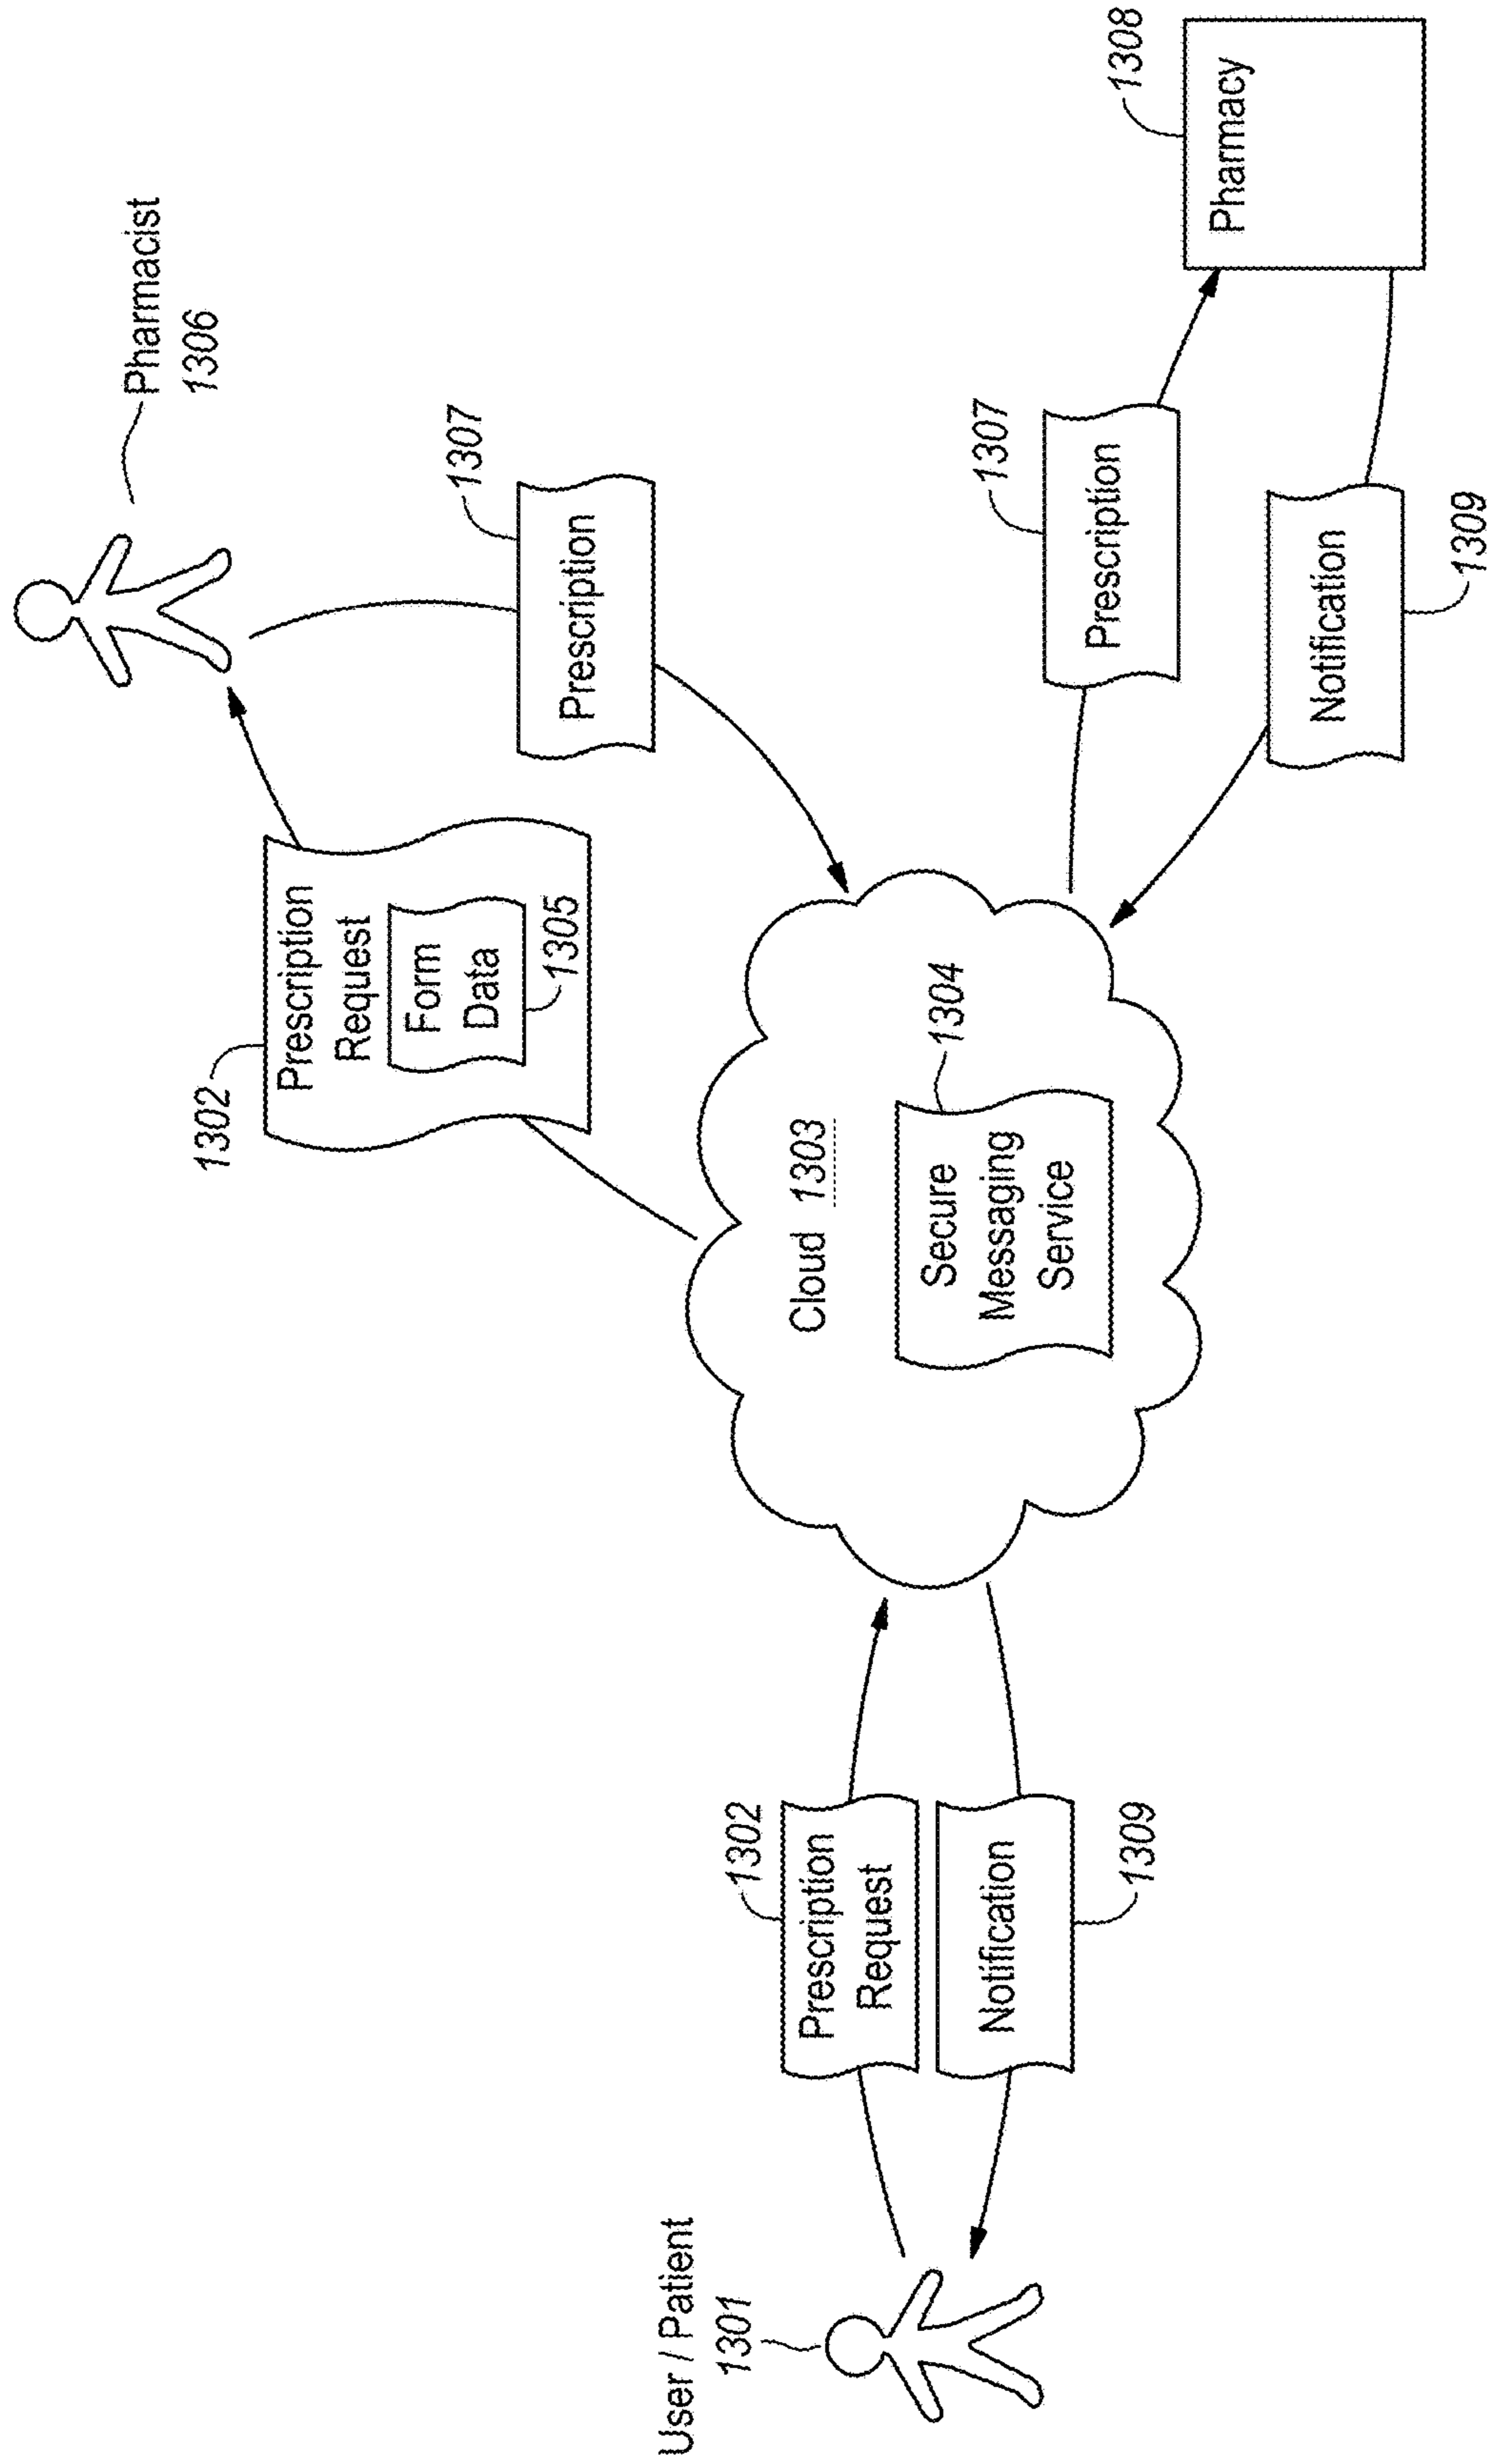 Pharmacist
1306
1302
Prescription
Request
Form
Data
1305
1307
Prescription
1308
Pharmacy
1307
Prescription
Notification
1309
Cloud 1303
1304
Secure
Messaging
Service
User / Patient
1301
1302
Prescription
Request
Notification
1309